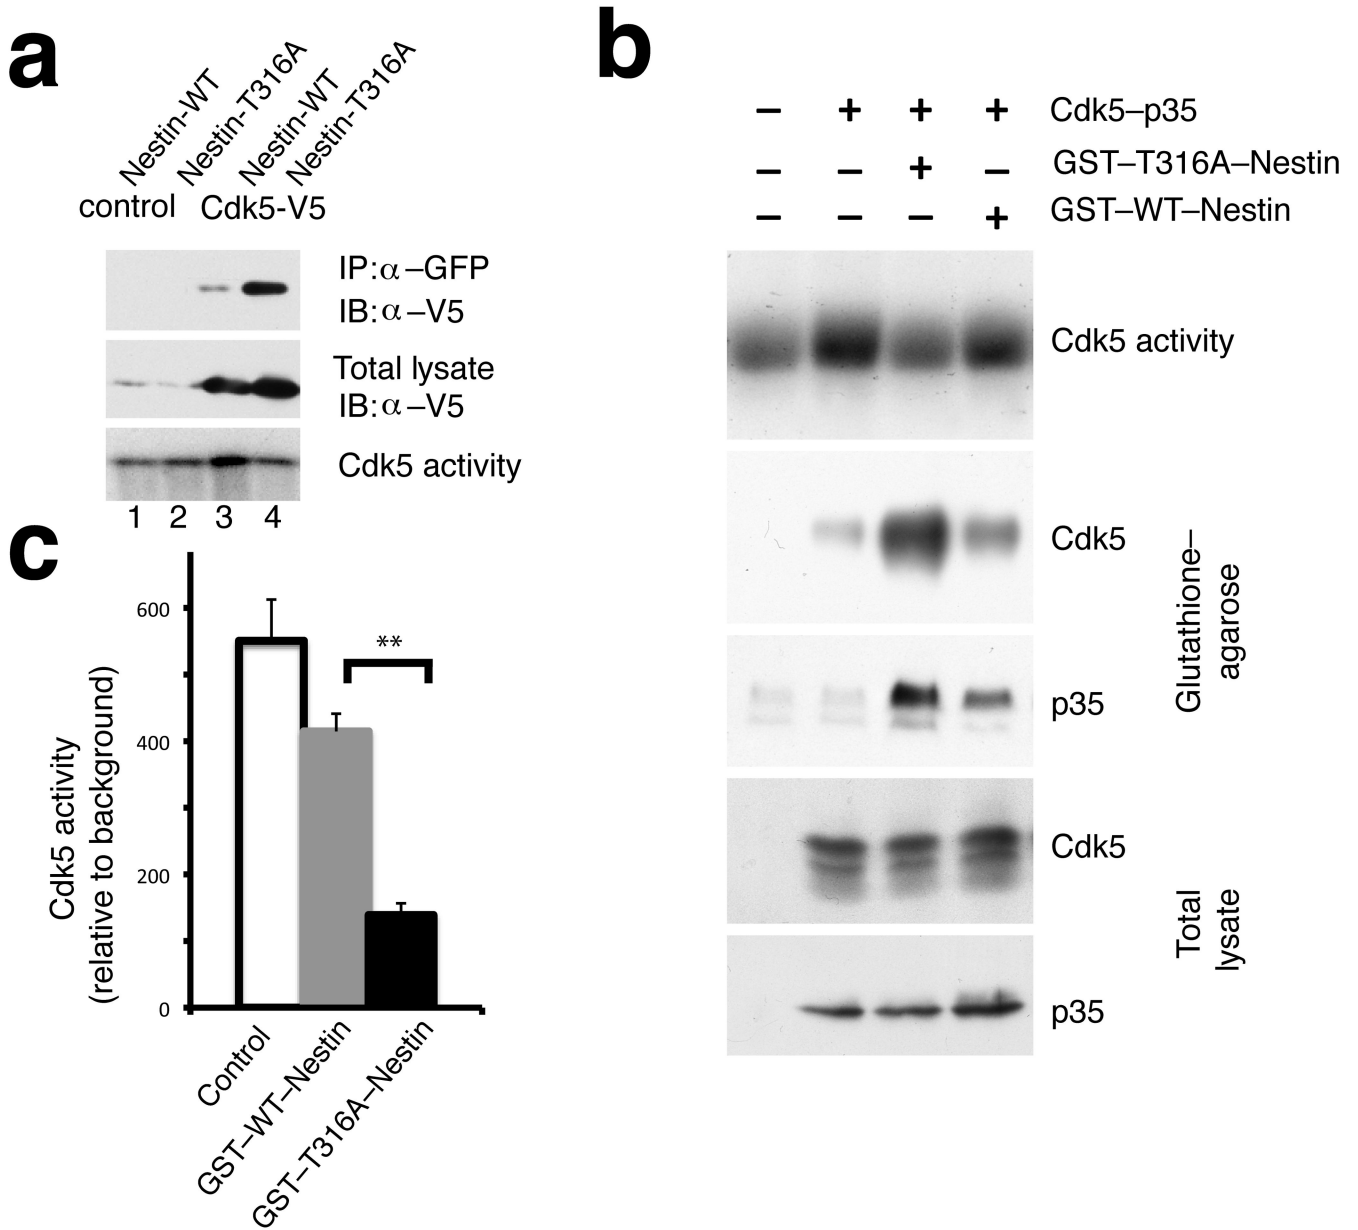 a
Nestin-WT
Nestin-T316A
Nestin-WT
Nestin-T316A
control Cdk5-V5
IP:α–GFP
IB:α–V5
Total lysate
IB:α–V5
Cdk5 activity
1 2 3 4
b
– + + + Cdk5–p35
– – + – GST–T316A–Nestin
– – – + GST–WT–Nestin
Cdk5 activity
Cdk5
p35
Glutathione–
agarose
Cdk5
p35
Total
lysate
c
Cdk5 activity
(relative to background)
600
400
200
0
**
Control
GST–WT–Nestin
GST–T316A–Nestin